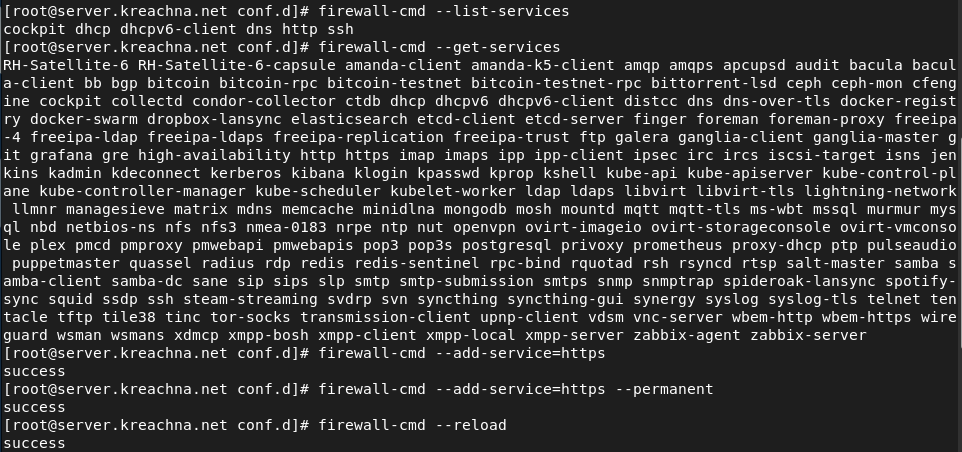 [root@server.kreachna.net conf.d]# firewall-cmd --list-services
cockpit dhcp dhcpv6-client dns http ssh
[root@server.kreachna.net conf.d]# firewall-cmd --get-services
RH-Satellite-6 RH-Satellite-6-capsule amanda-client amanda-k5-client amqp amqps apcupsd audit bacula bacul
a-client bb bgp bitcoin bitcoin-rpc bitcoin-testnet bitcoin-testnet-rpc bittorrent-lsd ceph ceph-mon cfeng
ine cockpit collectd condor-collector ctdb dhcp dhcpv6 dhcpv6-client distcc dns dns-over-tls docker-regist
ry docker-swarm dropbox-lansync elasticsearch etcd-client etcd-server finger foreman foreman-proxy freeipa
-4 freeipa-ldap freeipa-ldaps freeipa-replication freeipa-trust ftp galera ganglia-client ganglia-master g
it grafana gre high-availability http https imap imaps ipp ipp-client ipsec irc ircs iscsi-target isns jen
kins kadmin kdeconnect kerberos kibana klogin kpasswd kprop kshell kube-api kube-apiserver kube-control-pl
ane kube-controller-manager kube-scheduler kubelet-worker ldap ldaps libvirt libvirt-tls lightning-network
 llmnr managesieve matrix mdns memcache minidlna mongodb mosh mountd mqtt mqtt-tls ms-wbt mssql murmur mys
ql nbd netbios-ns nfs nfs3 nmea-0183 nrpe ntp nut openvpn ovirt-imageio ovirt-storageconsole ovirt-vmconso
le plex pmcd pmproxy pmwebapi pmwebapis pop3 pop3s postgresql privoxy prometheus proxy-dhcp ptp pulseaudio
 puppetmaster quassel radius rdp redis redis-sentinel rpc-bind rquotad rsh rsyncd rtsp salt-master samba s
amba-client samba-dc sane sip sips slp smtp smtp-submission smtps snmp snmptrap spideroak-lansync spotify-
sync squid ssdp ssh steam-streaming svdrp svn syncthing syncthing-gui synergy syslog syslog-tls telnet ten
tacle tftp tile38 tinc tor-socks transmission-client upnp-client vdsm vnc-server wbem-http wbem-https wire
guard wsman wsmans xdmcp xmpp-bosh xmpp-client xmpp-local xmpp-server zabbix-agent zabbix-server
[root@server.kreachna.net conf.d]# firewall-cmd --add-service=https
success
[root@server.kreachna.net conf.d]# firewall-cmd --add-service=https --permanent
success
[root@server.kreachna.net conf.d]# firewall-cmd --reload
success